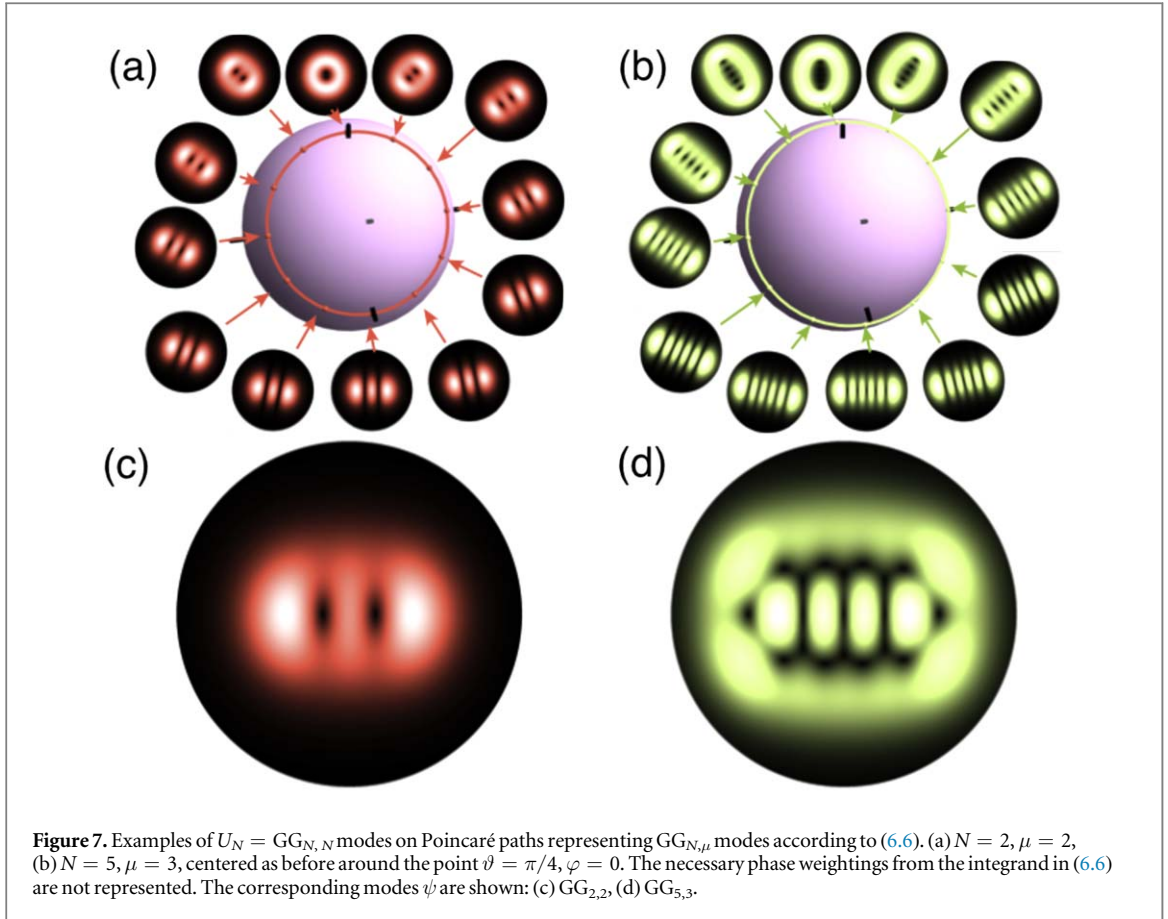 (a)
(b)
(c)
(d)
Figure 7. Examples of U_N = GG_{N, N} modes on Poincaré paths representing GG_{N,μ} modes according to (6.6). (a) N = 2, μ = 2,
(b) N = 5, μ = 3, centered as before around the point ϑ = π/4, φ = 0. The necessary phase weightings from the integrand in (6.6)
are not represented. The corresponding modes ψ are shown: (c) GG_{2,2}, (d) GG_{5,3}.